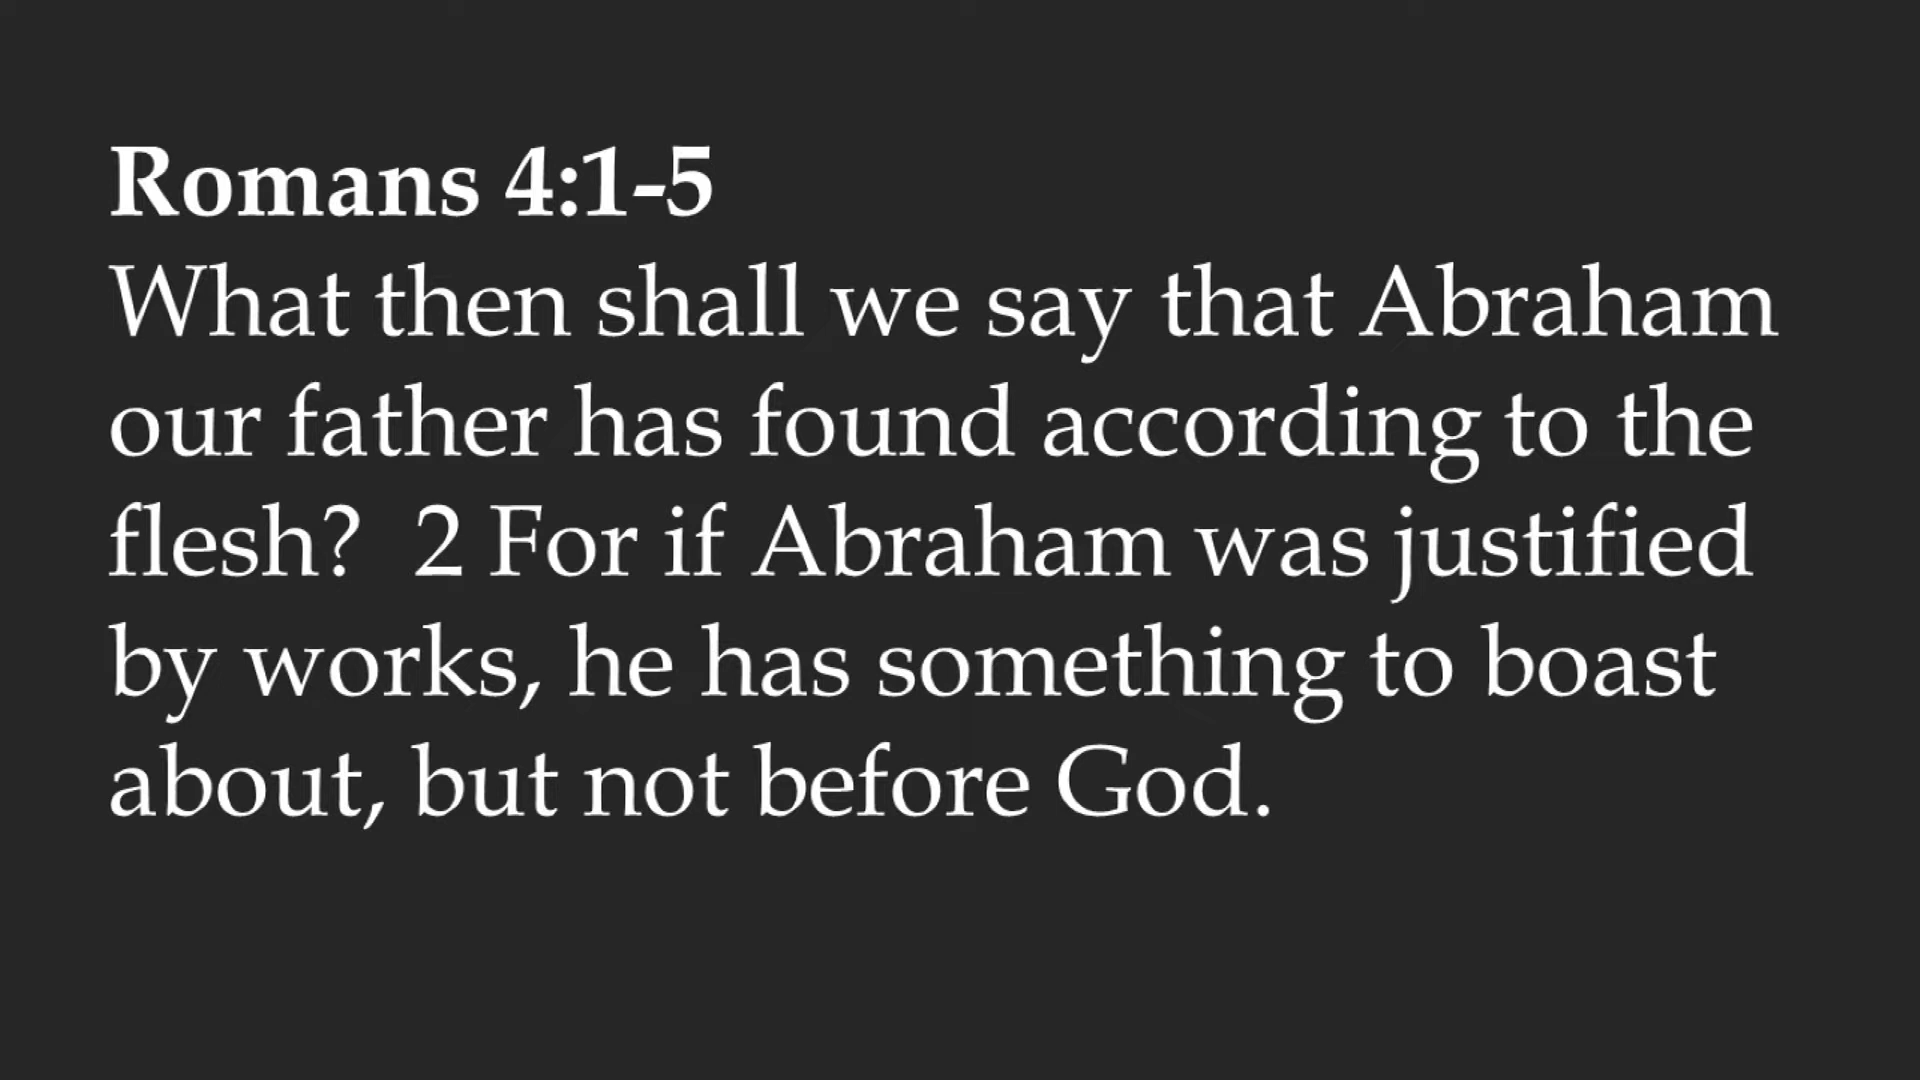 Romans 4:1-5
What then shall we say that Abraham
our father has found according to the
flesh?  2 For if Abraham was justified
by works, he has something to boast
about, but not before God.